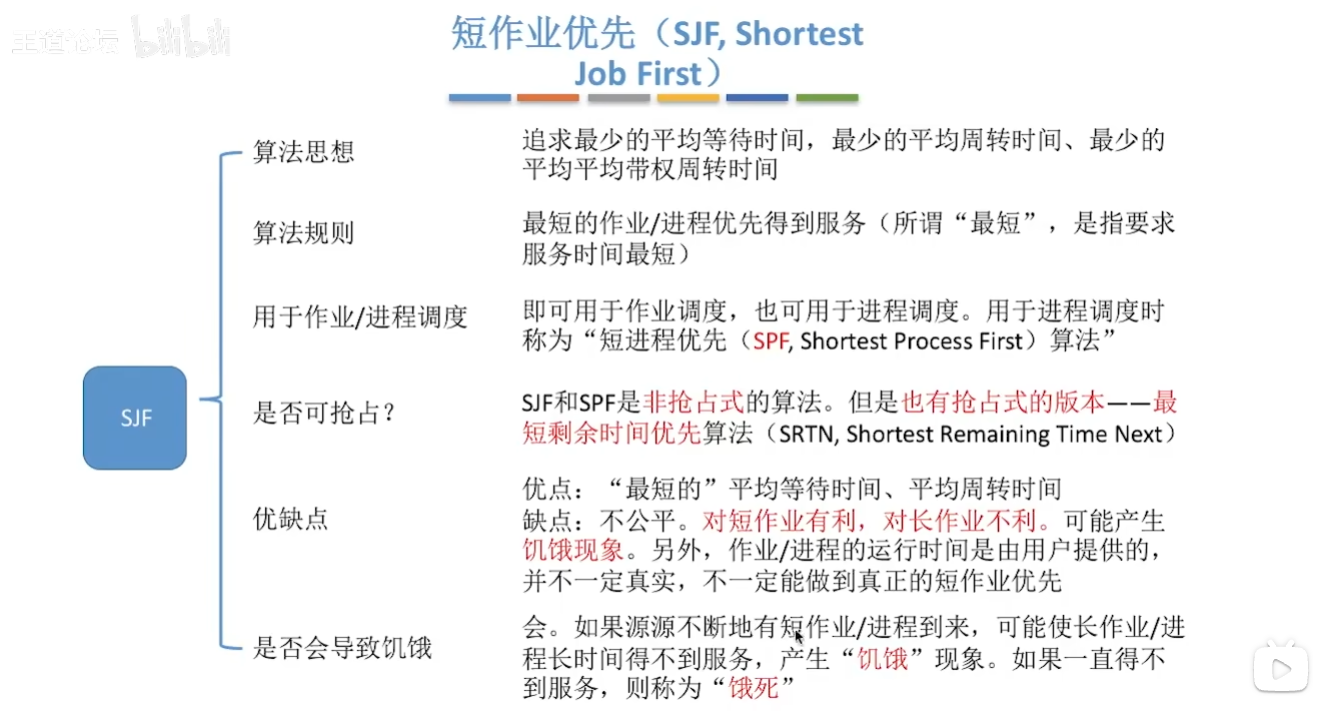 王道论坛 bilibili
短作业优先（SJF, Shortest
Job First）
算法思想
追求最少的平均等待时间，最少的平均周转时间、最少的
平均平均带权周转时间
算法规则
最短的作业/进程优先得到服务（所谓“最短”，是指要求
服务时间最短）
用于作业/进程调度
即可用于作业调度，也可用于进程调度。用于进程调度时
称为“短进程优先（SPF, Shortest Process First）算法”
SJF
是否可抢占？
SJF和SPF是非抢占式的算法。但是也有抢占式的版本——最
短剩余时间优先算法（SRTN, Shortest Remaining Time Next）
优缺点
优点：“最短的”平均等待时间、平均周转时间
缺点：不公平。对短作业有利，对长作业不利。可能产生
饥饿现象。另外，作业/进程的运行时间是由用户提供的，
并不一定真实，不一定能做到真正的短作业优先
是否会导致饥饿
会。如果源源不断地有短作业/进程到来，可能使长作业/进
程长时间得不到服务，产生“饥饿”现象。如果一直得不
到服务，则称为“饿死”